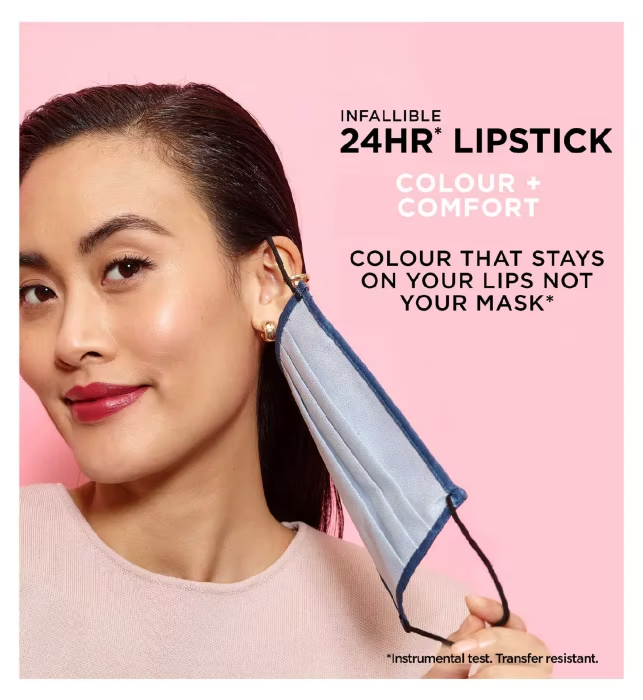 INFALLIBLE
24HR* LIPSTICK
COLOUR +
COMFORT
COLOUR THAT STAYS
ON YOUR LIPS NOT
YOUR MASK*
*Instrumental test. Transfer resistant.